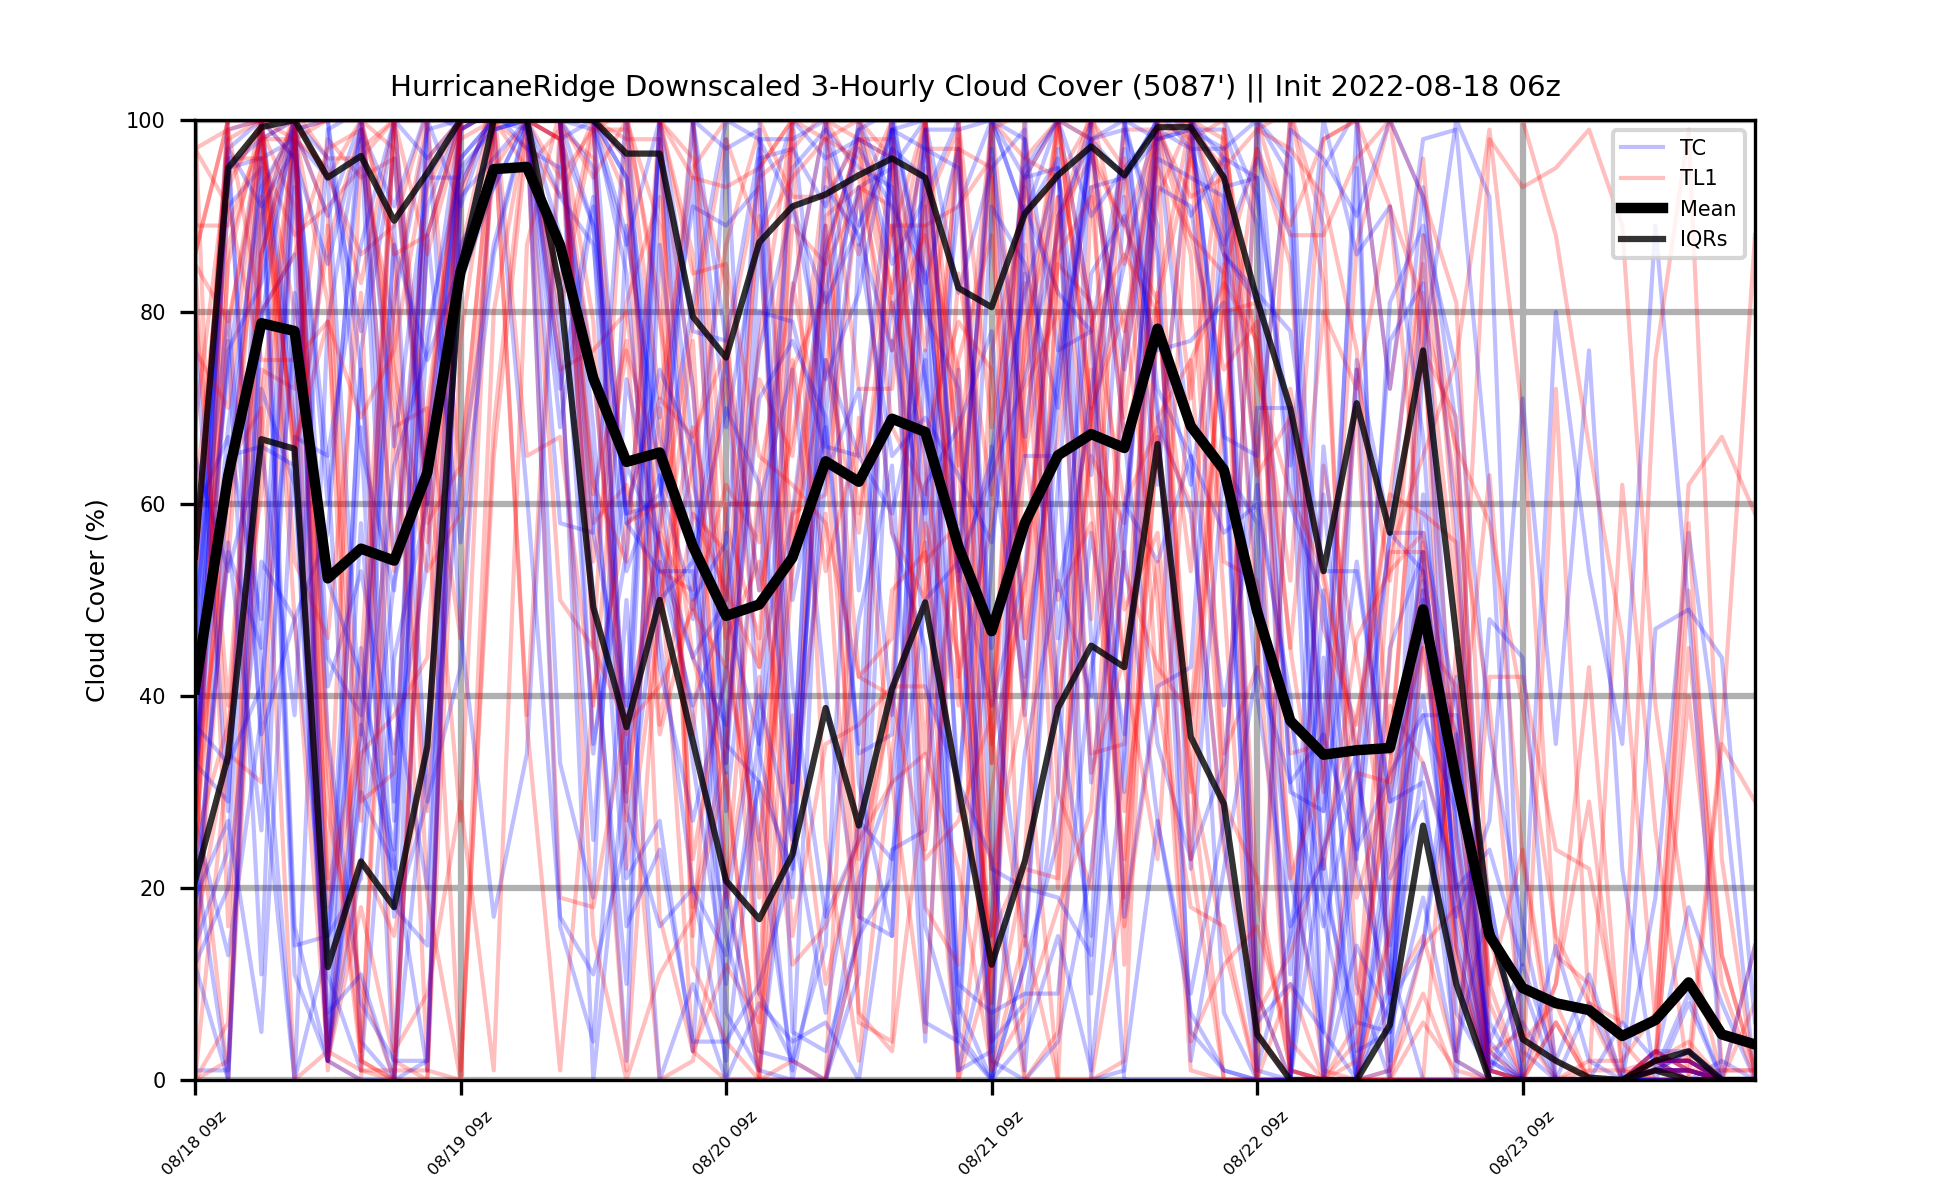 HurricaneRidge Downscaled 3-Hourly Cloud Cover (5087') || Init 2022-08-18 06z
100
80
60
40
20
0
Cloud Cover (%)
TC
TL1
Mean
IQRs
08/18 09z
08/19 09z
08/20 09z
08/21 09z
08/22 09z
08/23 09z